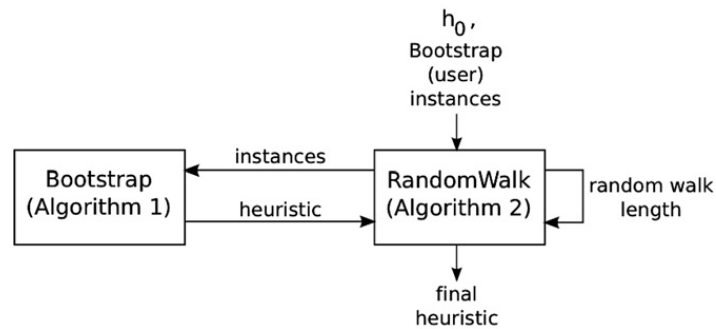 h0,
Bootstrap
(user)
instances
Bootstrap
(Algorithm 1)
instances
heuristic
RandomWalk
(Algorithm 2)
random walk
length
final
heuristic